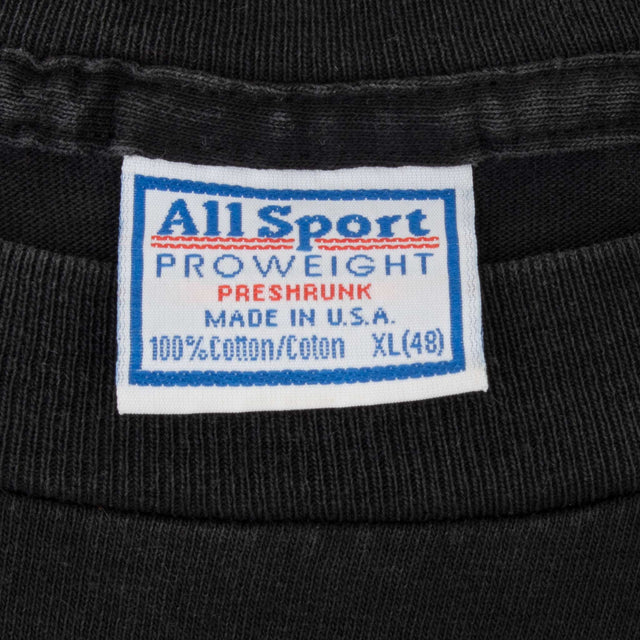 All Sport
PROWEIGHT
PRESHRUNK
MADE IN U.S.A.
100% Cotton/Coton XL(48)